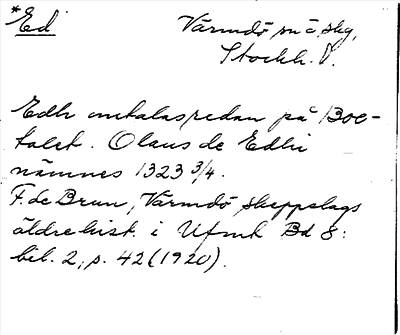 *Ed Värmdö sn o. skg,
Stockh. l.
Edh omtalas redan på 1300-
talet. Olaus de Edhi
nämnes 1323 3/4.
F. de Brun, Värmdö skeppslags
äldre hist. i Ufmt Bd 8:
bil. 2, s. 42 (1920).